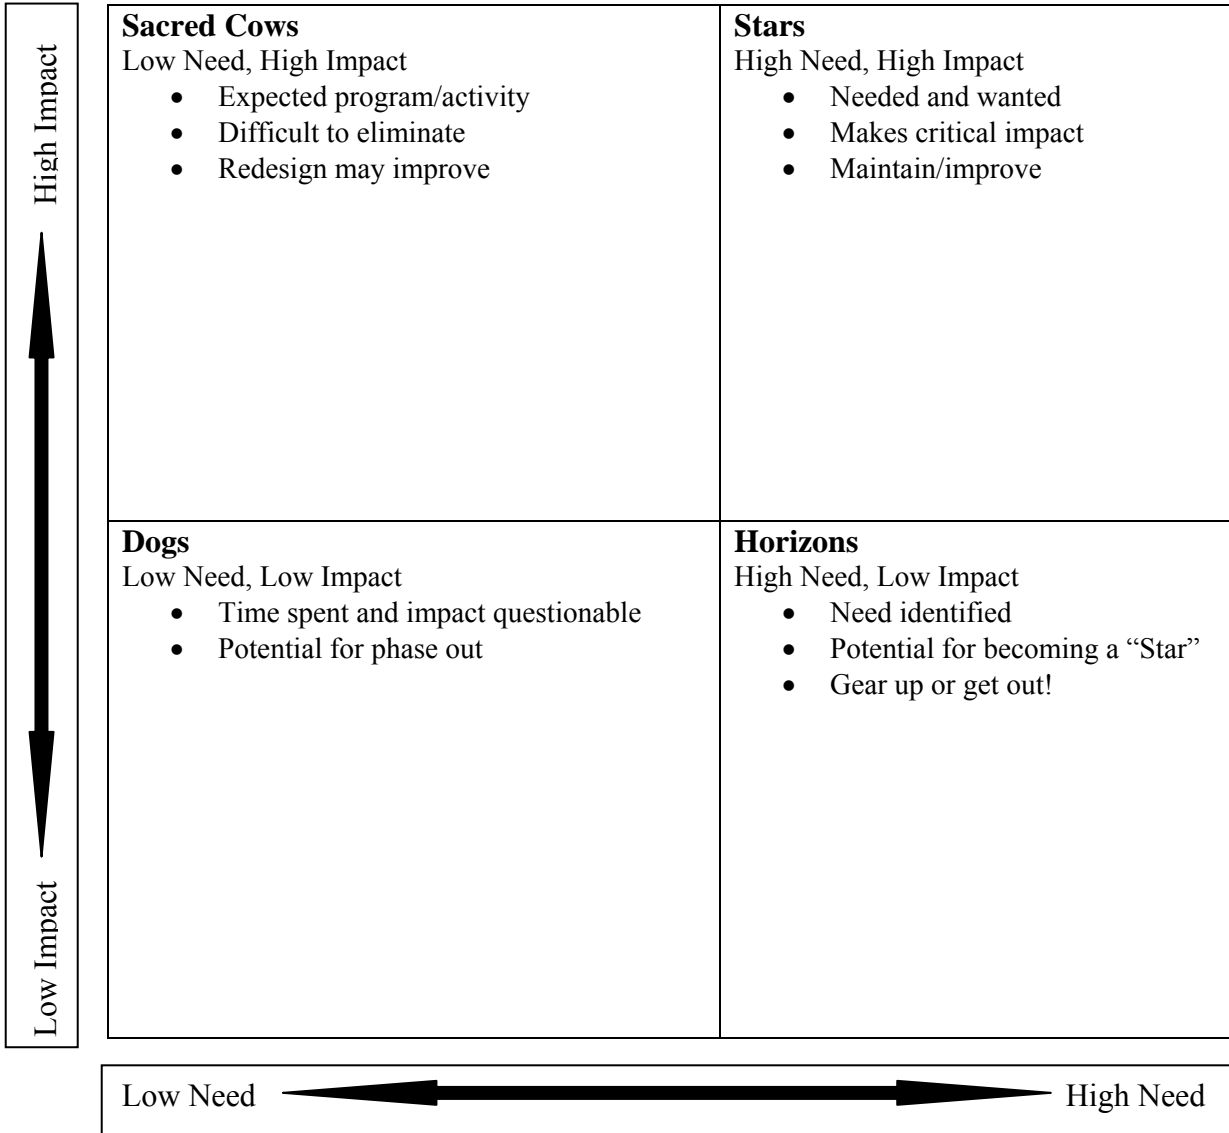 High Impact
Low Impact
Sacred Cows
Low Need, High Impact
• Expected program/activity
• Difficult to eliminate
• Redesign may improve
Stars
High Need, High Impact
• Needed and wanted
• Makes critical impact
• Maintain/improve
Dogs
Low Need, Low Impact
• Time spent and impact questionable
• Potential for phase out
Horizons
High Need, Low Impact
• Need identified
• Potential for becoming a “Star”
• Gear up or get out!
Low Need
High Need